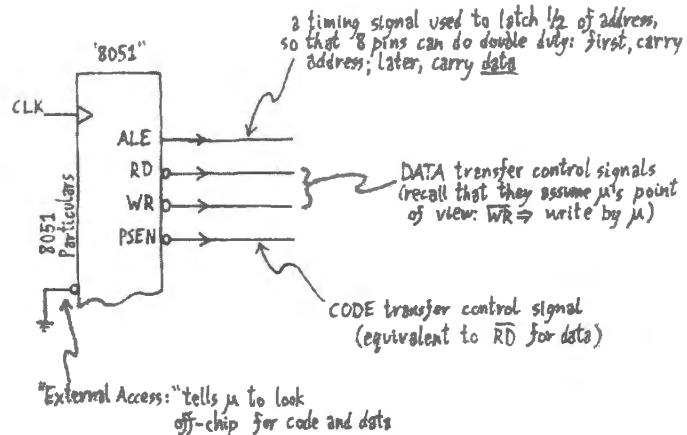 a timing signal used to latch 1/2 of address,
so that 8 pins can do double duty: first, carry
address; later, carry data
"8051"
CLK
ALE
RD
WR
PSEN
DATA transfer control signals
(recall that they assume μ's point
of view: W̅R̅ ⇒ write by μ)
8051
Particulars
CODE transfer control signal
(equivalent to R̅D̅ for data)
"External Access:" tells μ to look
off-chip for code and data